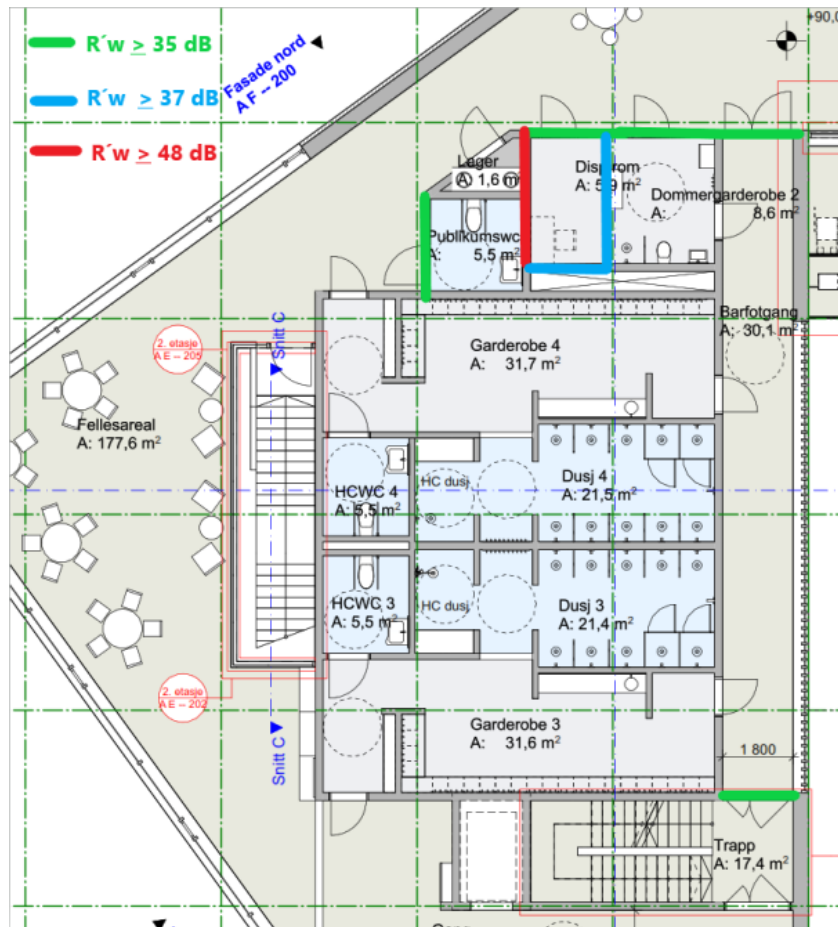 R´w ≥ 35 dB
R´w ≥ 37 dB
R´w ≥ 48 dB
Fasade nord
A F -- 200
+90,0
Lager
A: 1,6 m
Disprom
A: 5,9 m²
Dommergarderobe 2
A: 8,6 m²
Publikumswc
A: 5,5 m²
Snitt C
Garderobe 4
A: 31,7 m²
Barfotgang
A: 30,1 m²
2. etasje
A E -- 205
Fellesareal
A: 177,6 m²
HCWC 4
A: 5,5 m²
HC dusj
Dusj 4
A: 21,5 m²
HCWC 3
A: 5,5 m²
HC dusj
Dusj 3
A: 21,4 m²
2. etasje
A E -- 202
Snitt C
Garderobe 3
A: 31,6 m²
1 800
Trapp
A: 17,4 m²